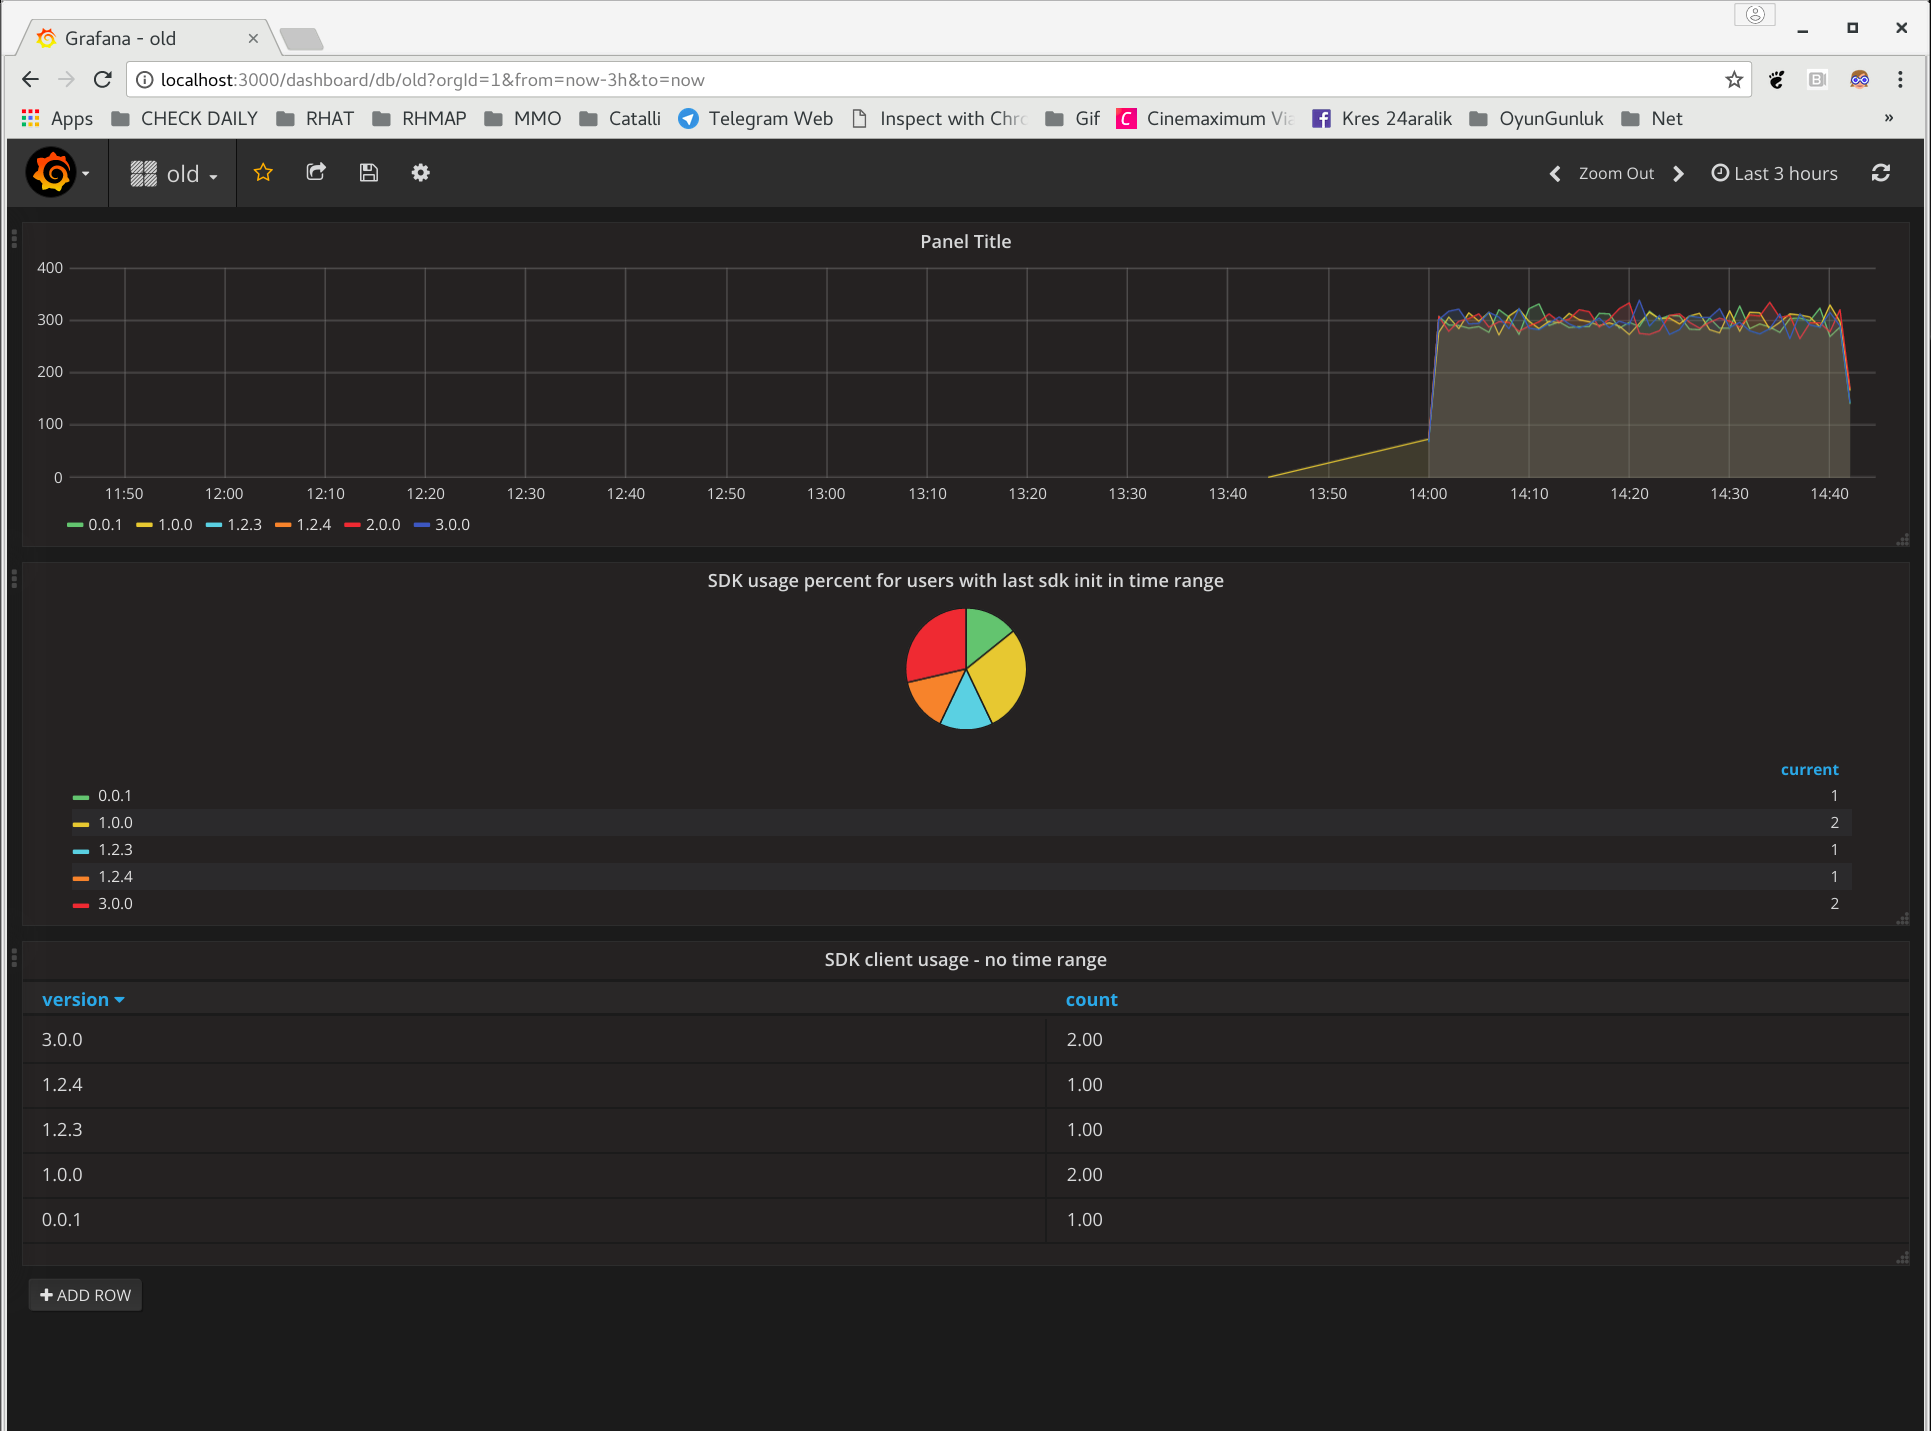 Grafana - old
localhost:3000/dashboard/db/old?orgId=1&from=now-3h&to=now
Apps CHECK DAILY RHAT RHMAP MMO Catalli Telegram Web Inspect with Chr Gif C Cinemaximum Via Kres 24aralik OyunGunluk Net »
old Zoom Out Last 3 hours
Panel Title
400
300
200
100
0
11:50 12:00 12:10 12:20 12:30 12:40 12:50 13:00 13:10 13:20 13:30 13:40 13:50 14:00 14:10 14:20 14:30 14:40
0.0.1 1.0.0 1.2.3 1.2.4 2.0.0 3.0.0
SDK usage percent for users with last sdk init in time range
current
0.0.1 1
1.0.0 2
1.2.3 1
1.2.4 1
3.0.0 2
SDK client usage - no time range
version count
3.0.0 2.00
1.2.4 1.00
1.2.3 1.00
1.0.0 2.00
0.0.1 1.00
+ ADD ROW